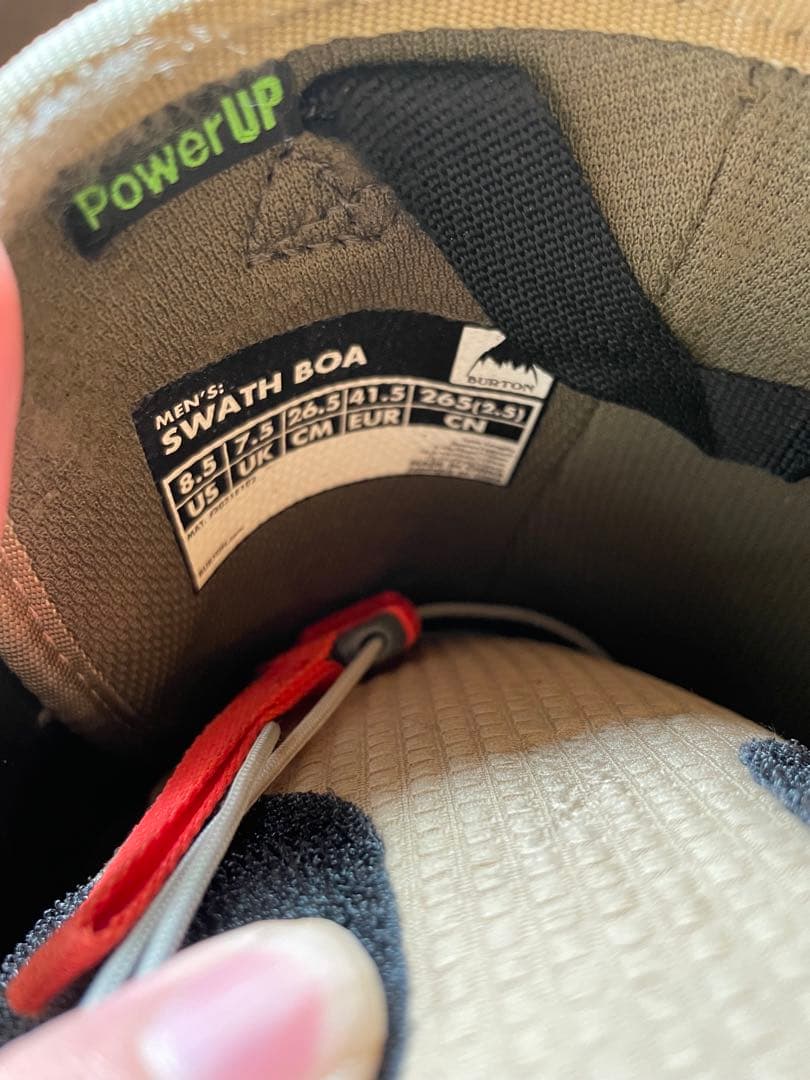 PowerUP
MEN'S:
SWATH BOA
BURTON
8.5 7.5 26.5 41.5 265(2.5)
US UK CM EUR CN
MAT.